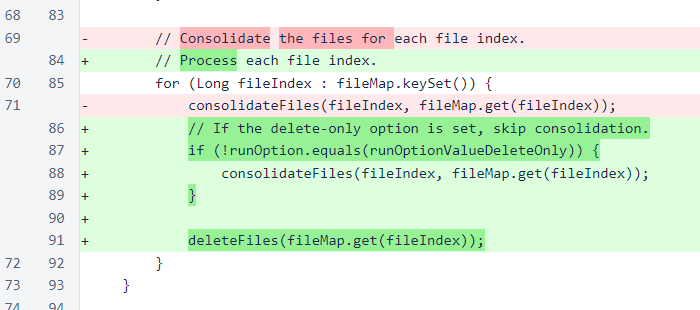 68 83
69 - // Consolidate the files for each file index.
84 + // Process each file index.
70 85 for (Long fileIndex : fileMap.keySet()) {
71 - consolidateFiles(fileIndex, fileMap.get(fileIndex));
86 + // If the delete-only option is set, skip consolidation.
87 + if (!runOption.equals(runOptionValueDeleteOnly)) {
88 + consolidateFiles(fileIndex, fileMap.get(fileIndex));
89 + }
90 +
91 + deleteFiles(fileMap.get(fileIndex));
72 92 }
73 93 }
74 94